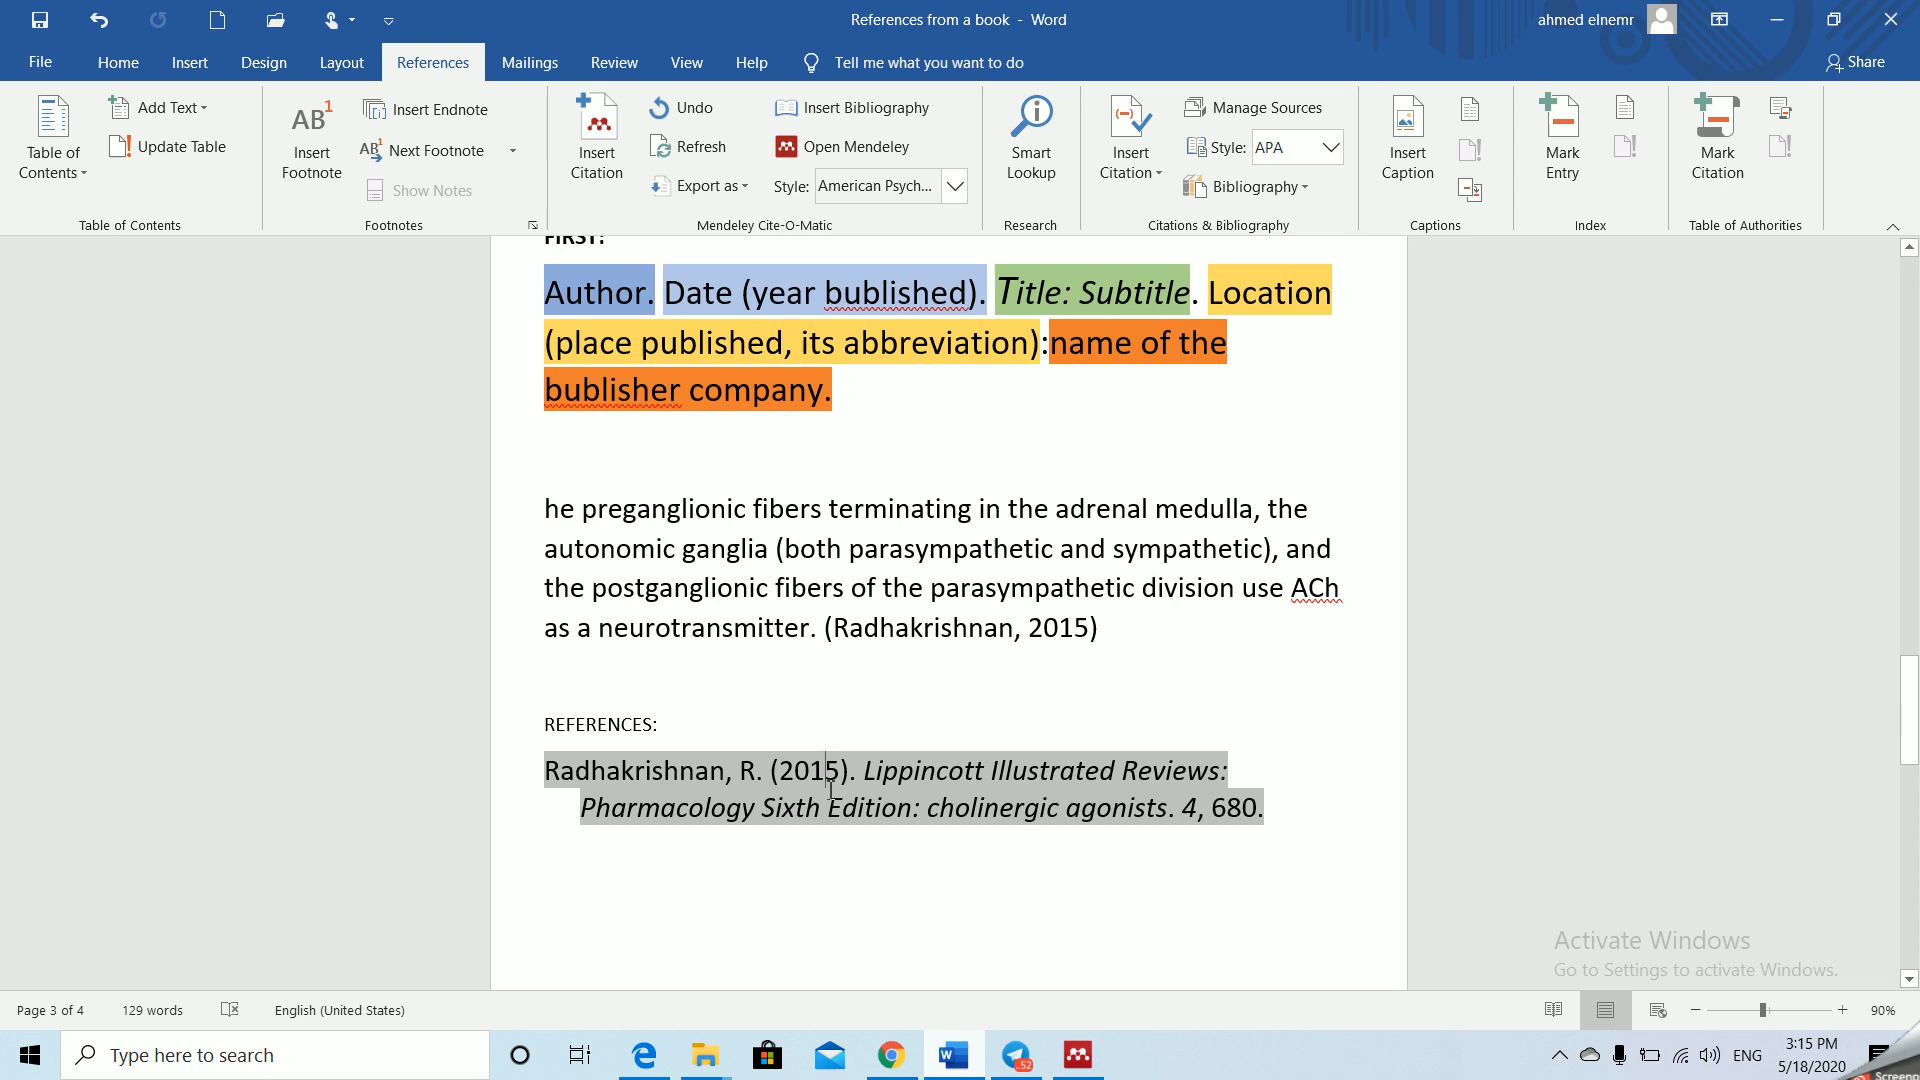 References from a book - Word
ahmed elnemr
File Home Insert Design Layout References Mailings Review View Help Tell me what you want to do Share
Table of Contents
Add Text
Update Table
Table of Contents
AB1
Insert Footnote
Insert Endnote
Next Footnote
Show Notes
Footnotes
Insert Citation
Undo
Refresh
Export as
Insert Bibliography
Open Mendeley
Style: American Psych...
Mendeley Cite-O-Matic
Smart Lookup
Research
Insert Citation
Manage Sources
Style: APA
Bibliography
Citations & Bibliography
Insert Caption
Captions
Mark Entry
Index
Mark Citation
Table of Authorities
FIRST:
Author. Date (year bublished). Title: Subtitle. Location
(place published, its abbreviation):name of the
bublisher company.
he preganglionic fibers terminating in the adrenal medulla, the
autonomic ganglia (both parasympathetic and sympathetic), and
the postganglionic fibers of the parasympathetic division use ACh
as a neurotransmitter. (Radhakrishnan, 2015)
REFERENCES:
Radhakrishnan, R. (2015). Lippincott Illustrated Reviews:
Pharmacology Sixth Edition: cholinergic agonists. 4, 680.
Activate Windows
Go to Settings to activate Windows.
Page 3 of 4 129 words English (United States) 90%
Type here to search
52
ENG
3:15 PM
5/18/2020